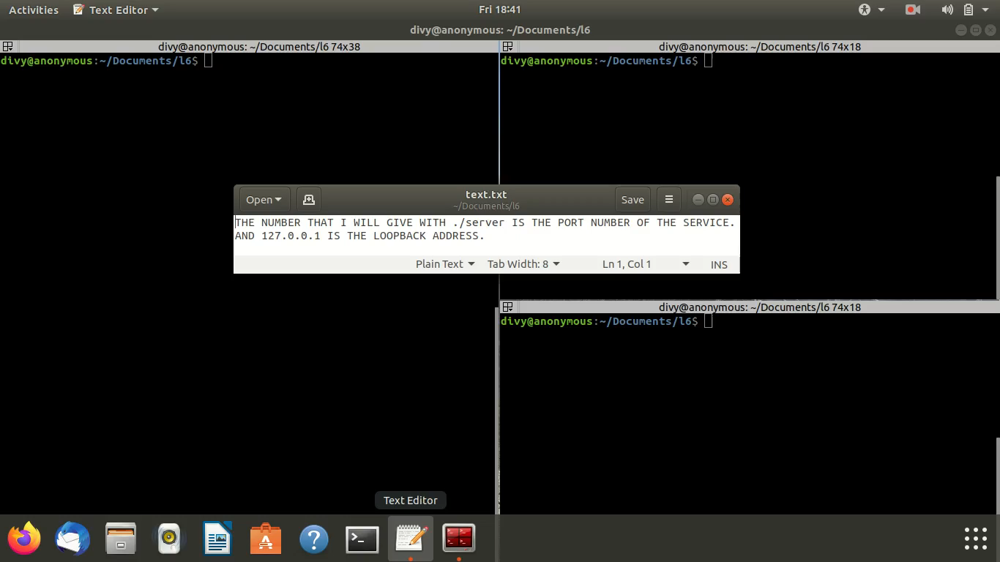 Activities Text Editor Fri 18:41
divy@anonymous: ~/Documents/l6
divy@anonymous: ~/Documents/l6 74x38
divy@anonymous:~/Documents/l6$
divy@anonymous: ~/Documents/l6 74x18
divy@anonymous:~/Documents/l6$
Open text.txt Save
~/Documents/l6
THE NUMBER THAT I WILL GIVE WITH ./server IS THE PORT NUMBER OF THE SERVICE.
AND 127.0.0.1 IS THE LOOPBACK ADDRESS.
Plain Text Tab Width: 8 Ln 1, Col 1 INS
divy@anonymous: ~/Documents/l6 74x18
divy@anonymous:~/Documents/l6$
Text Editor